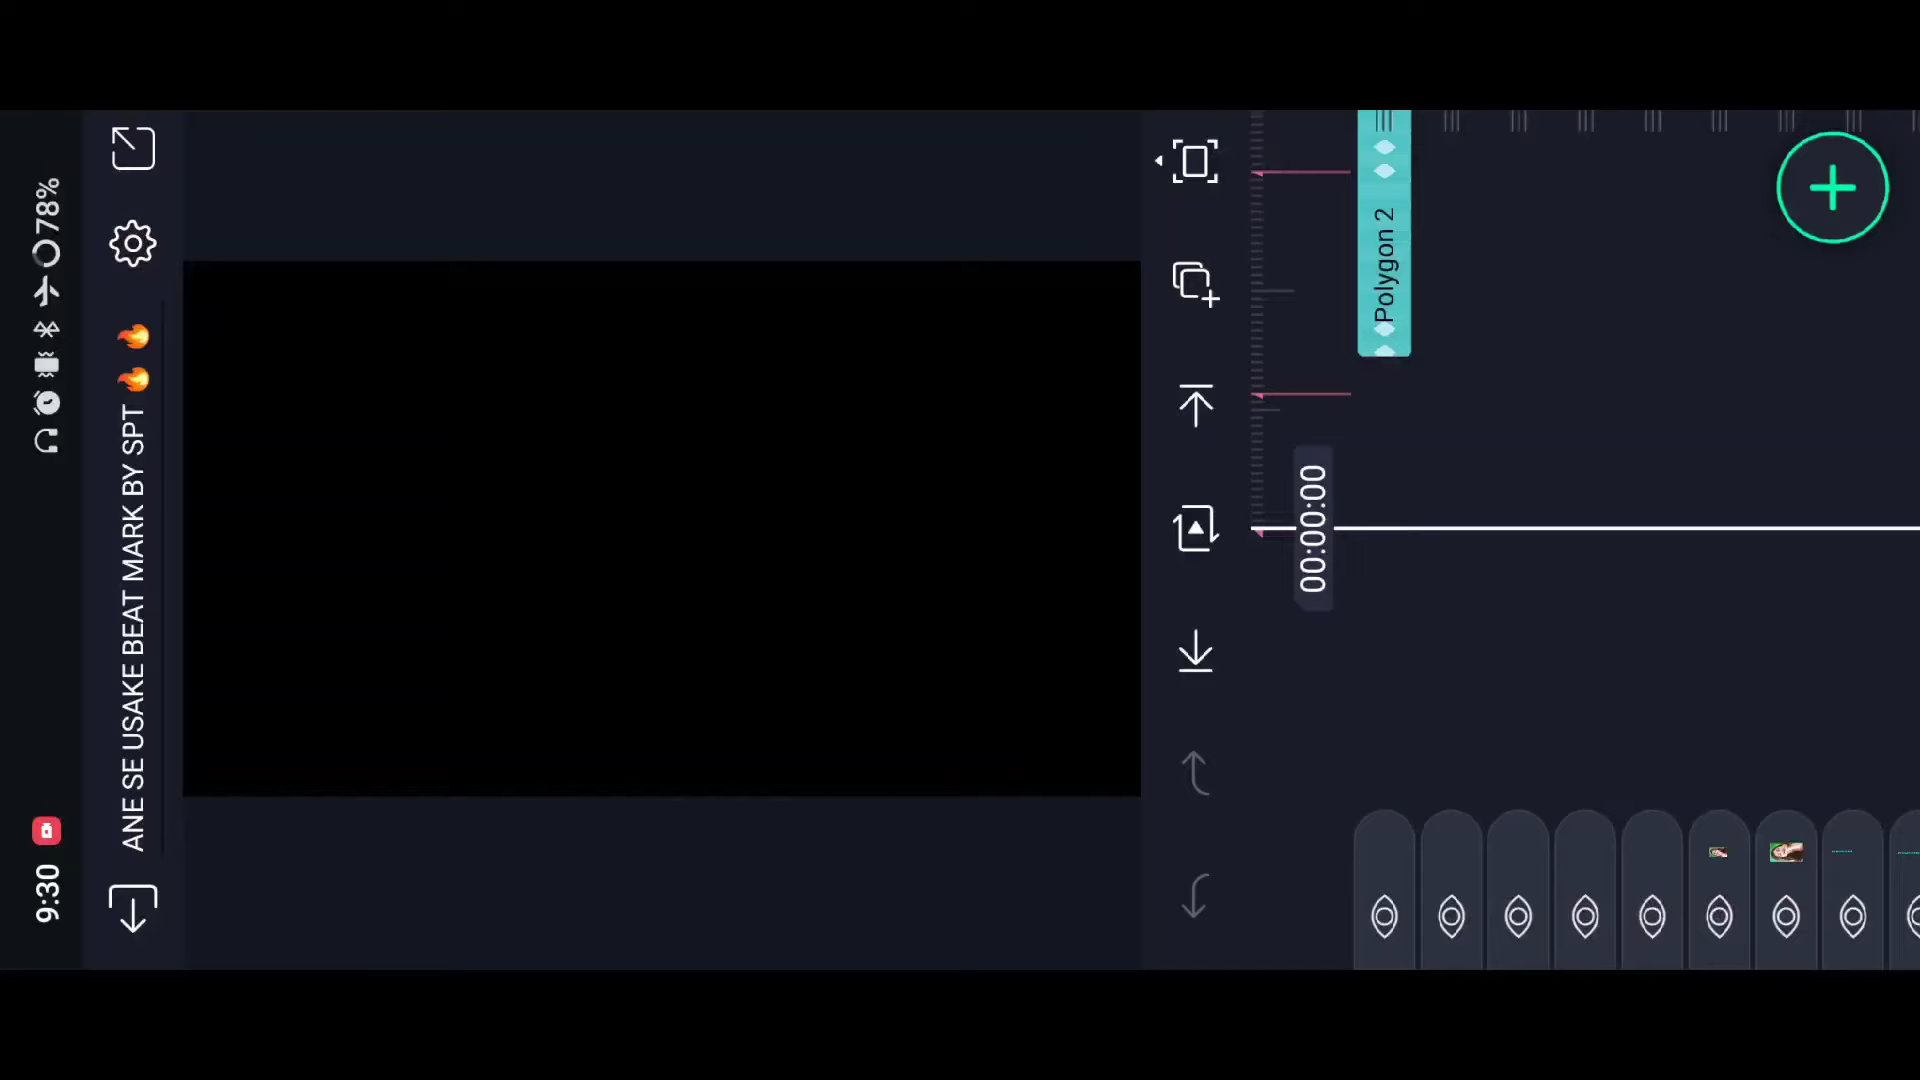 9:30
78%
ANE SE USAKE BEAT MARK BY SPT 🔥🔥
00:00:00
Polygon 2